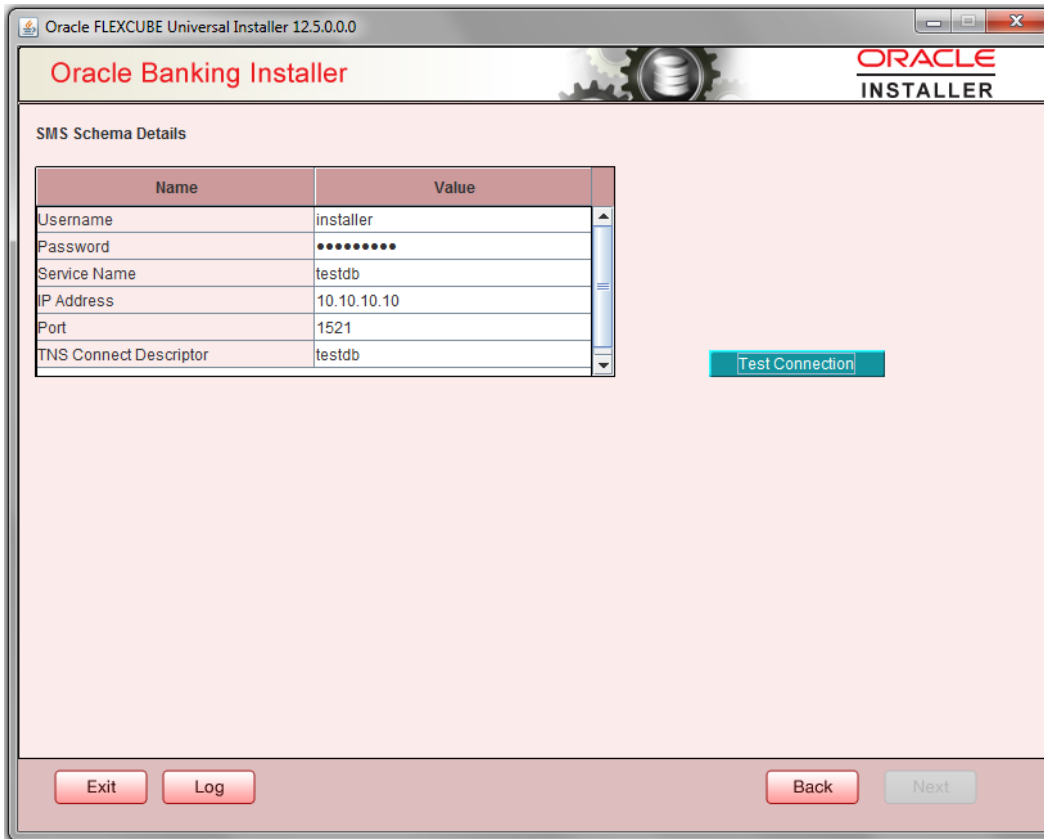 Oracle FLEXCUBE Universal Installer 12.5.0.0.0
Oracle Banking Installer
ORACLE
INSTALLER
SMS Schema Details
Name Value
Username installer
Password •••••••••
Service Name testdb
IP Address 10.10.10.10
Port 1521
TNS Connect Descriptor testdb
Test Connection
Exit Log Back Next